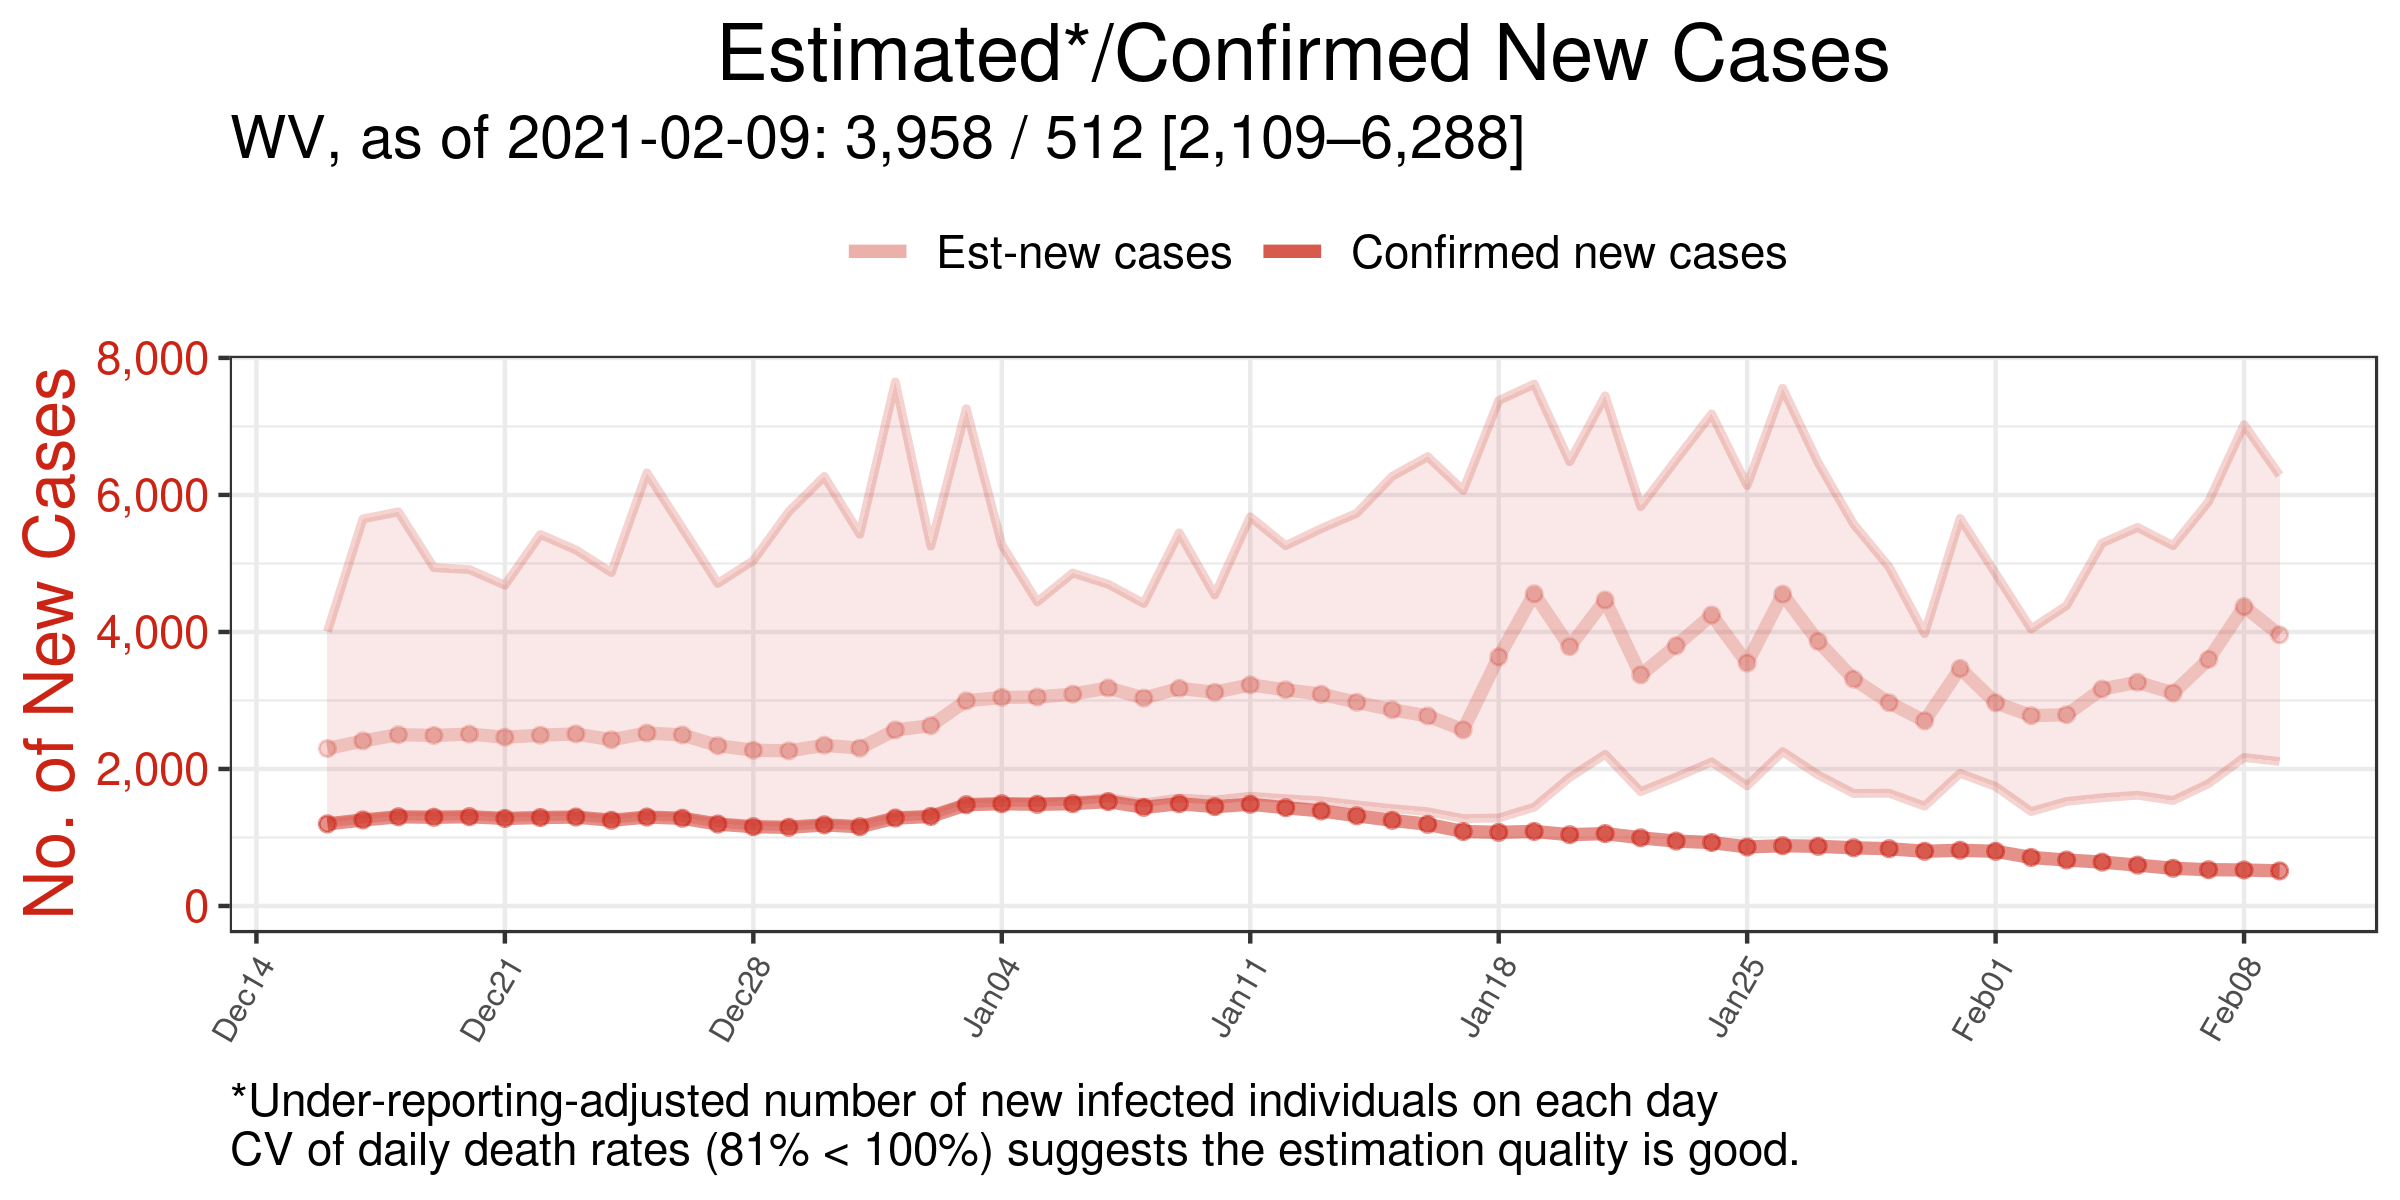 Estimated*/Confirmed New Cases
WV, as of 2021-02-09: 3,958 / 512 [2,109–6,288]
Est-new cases
Confirmed new cases
No. of New Cases
8,000
6,000
4,000
2,000
0
Dec14
Dec21
Dec28
Jan04
Jan11
Jan18
Jan25
Feb01
Feb08
*Under-reporting-adjusted number of new infected individuals on each day
CV of daily death rates (81% < 100%) suggests the estimation quality is good.